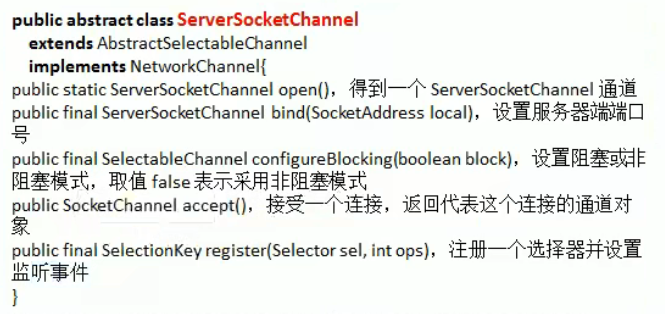 public abstract class ServerSocketChannel
extends AbstractSelectableChannel
implements NetworkChannel{
public static ServerSocketChannel open()，得到一个 ServerSocketChannel 通道
public final ServerSocketChannel bind(SocketAddress local)，设置服务器端端口
号
public final SelectableChannel configureBlocking(boolean block)，设置阻塞或非
阻塞模式，取值 false 表示采用非阻塞模式
public SocketChannel accept()，接受一个连接，返回代表这个连接的通道对
象
public final SelectionKey register(Selector sel, int ops)，注册一个选择器并设置
监听事件
}